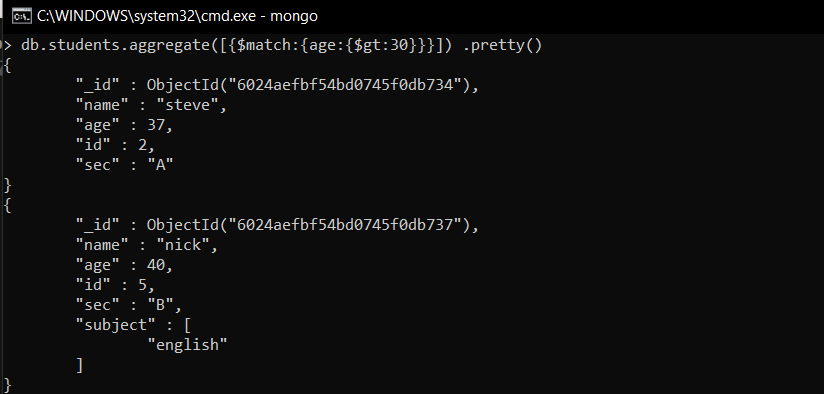 C:\WINDOWS\system32\cmd.exe - mongo
> db.students.aggregate([{$match:{age:{$gt:30}}}]) .pretty()
{
"_id" : ObjectId("6024aefbf54bd0745f0db734"),
"name" : "steve",
"age" : 37,
"id" : 2,
"sec" : "A"
}
{
"_id" : ObjectId("6024aefbf54bd0745f0db737"),
"name" : "nick",
"age" : 40,
"id" : 5,
"sec" : "B",
"subject" : [
"english"
]
}